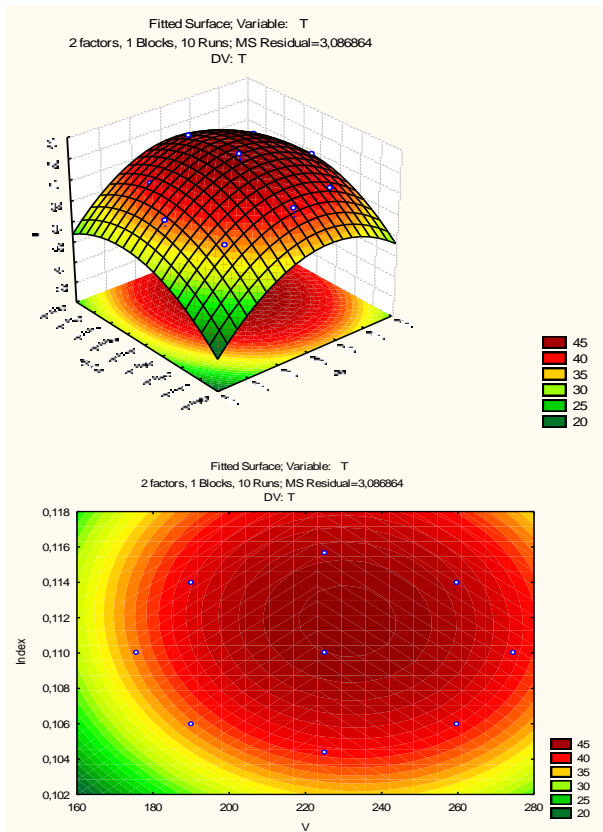 Fitted Surface; Variable: T
2 factors, 1 Blocks, 10 Runs; MS Residual=3,086864
DV: T
45
40
35
30
25
20
Fitted Surface; Variable: T
2 factors, 1 Blocks, 10 Runs; MS Residual=3,086864
DV: T
0,118
0,116
0,114
0,112
0,110
0,108
0,106
0,104
0,102
Index
160 180 200 220 240 260 280
V
45
40
35
30
25
20